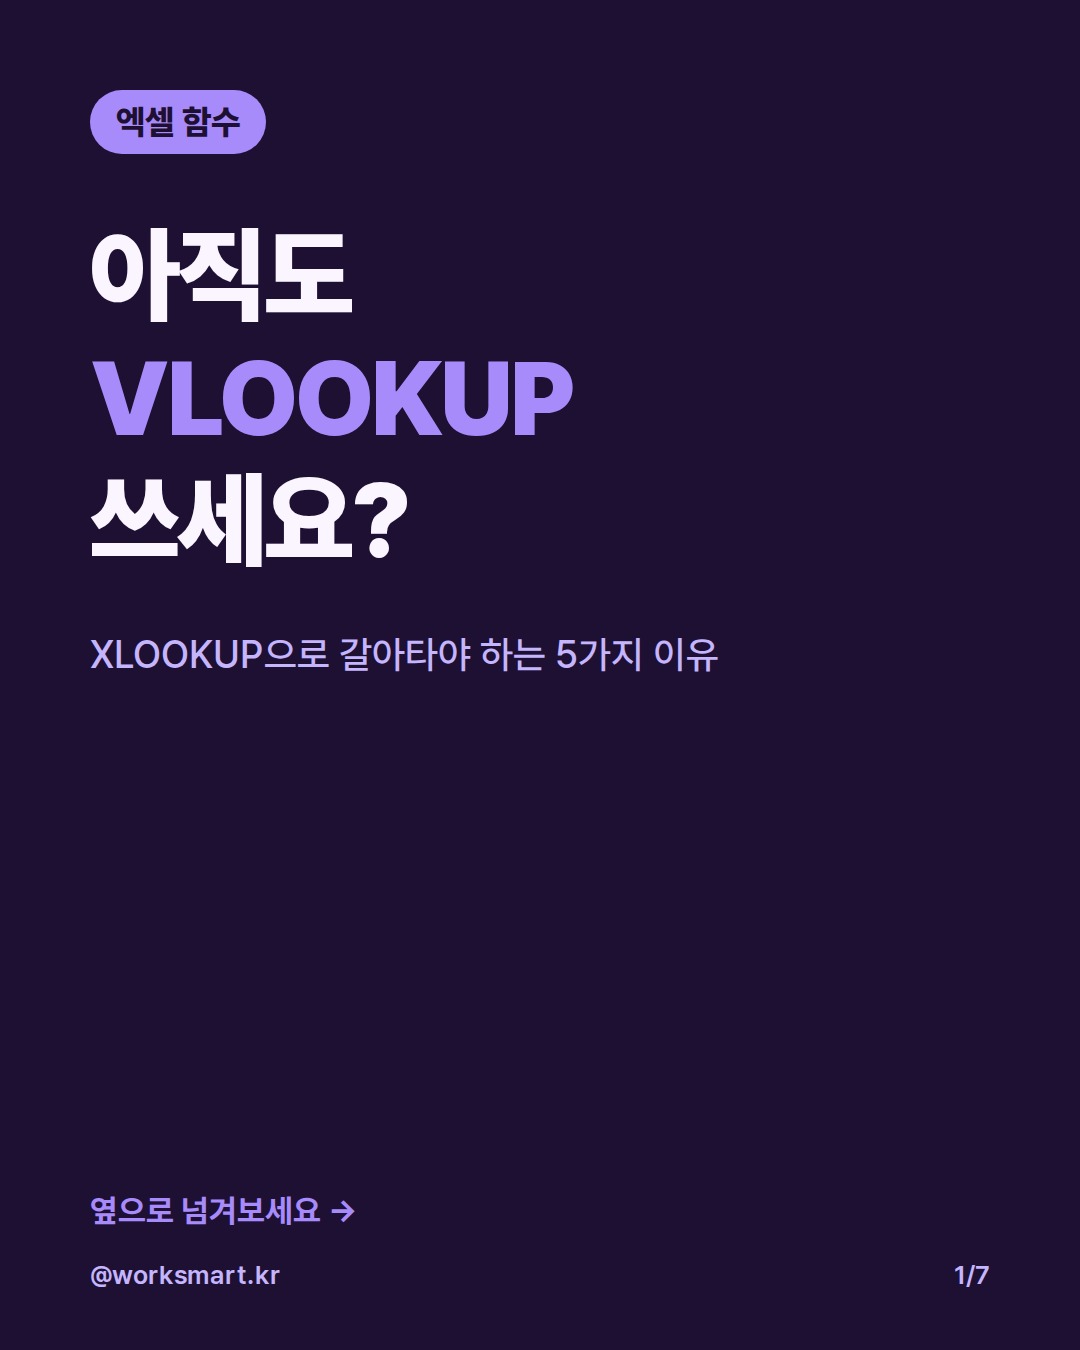 엑셀 함수
아직도
VLOOKUP
쓰세요?
XLOOKUP으로 갈아타야 하는 5가지 이유
옆으로 넘겨보세요 →
@worksmart.kr
1/7